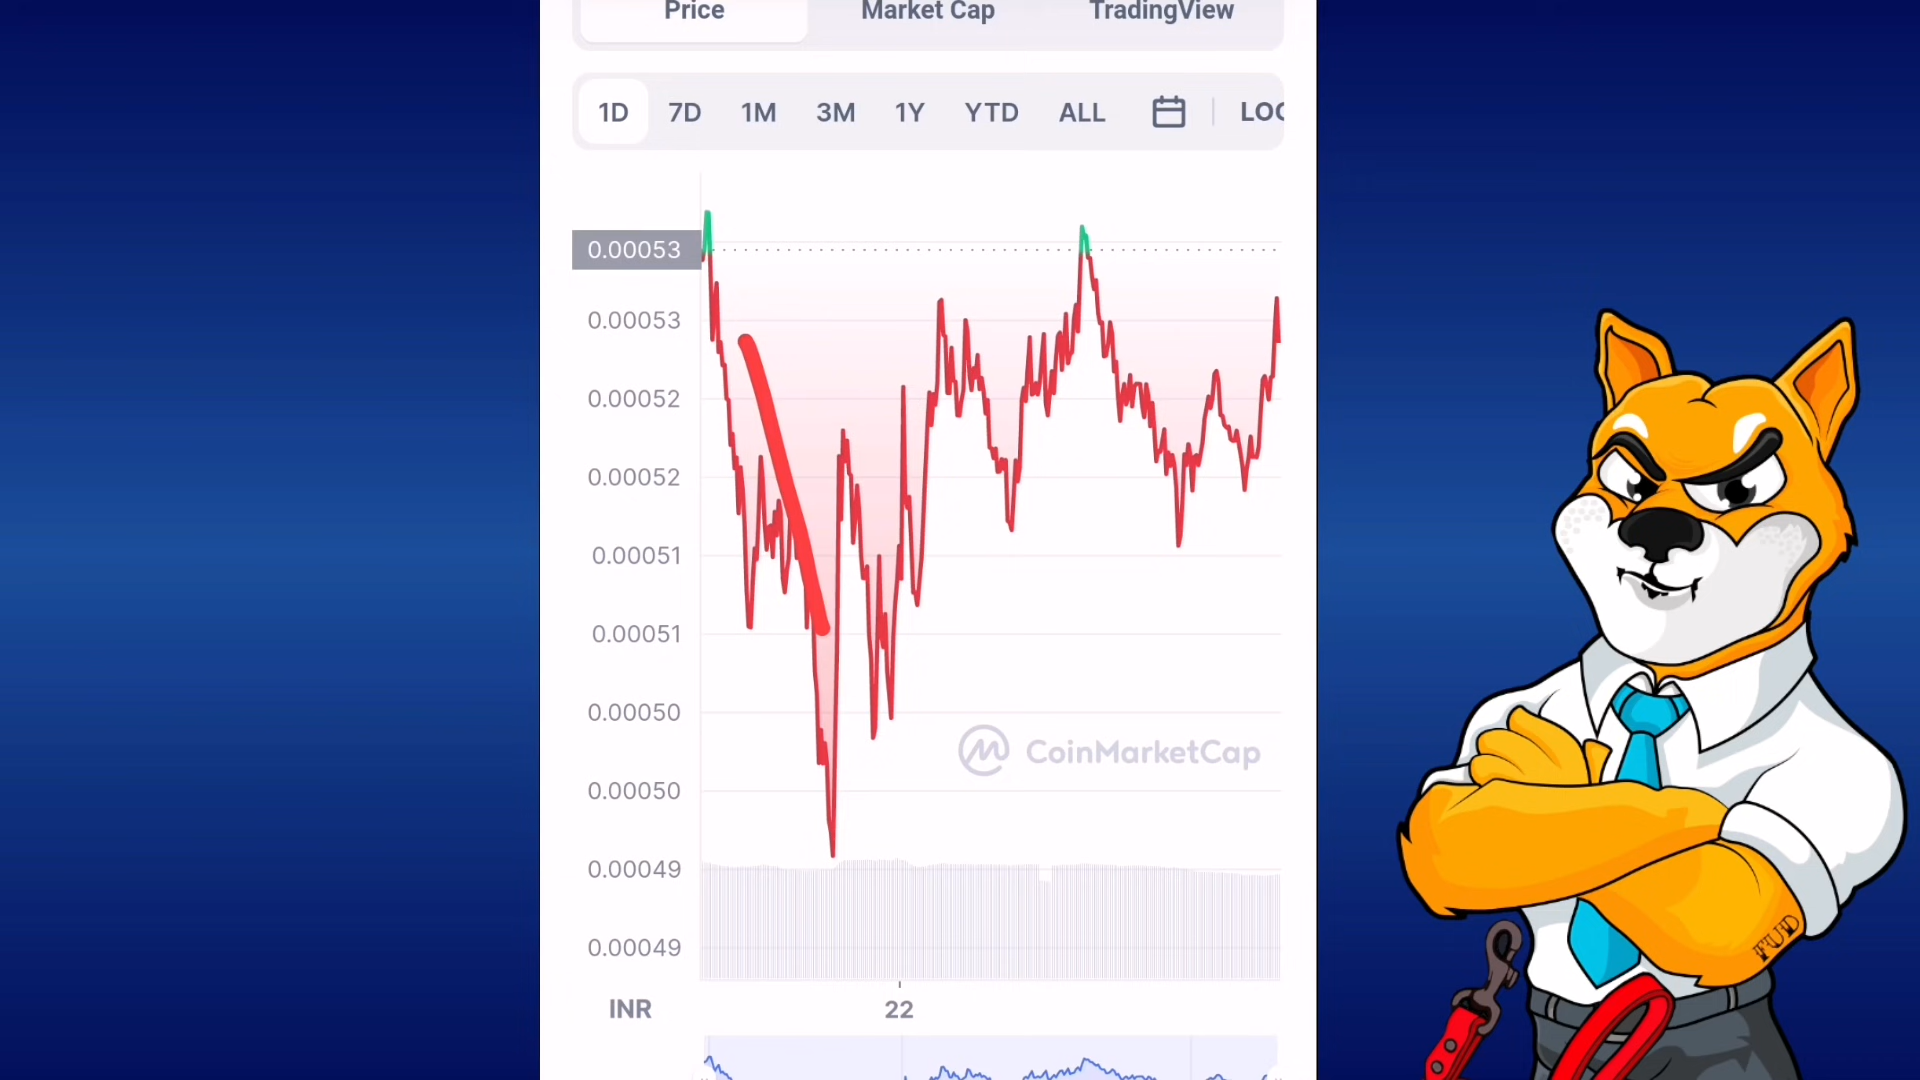 Price Market Cap TradingView
1D 7D 1M 3M 1Y YTD ALL
0.00053
0.00053
0.00052
0.00052
0.00051
0.00051
0.00050
CoinMarketCap
0.00050
0.00049
0.00049
INR 22
FUD